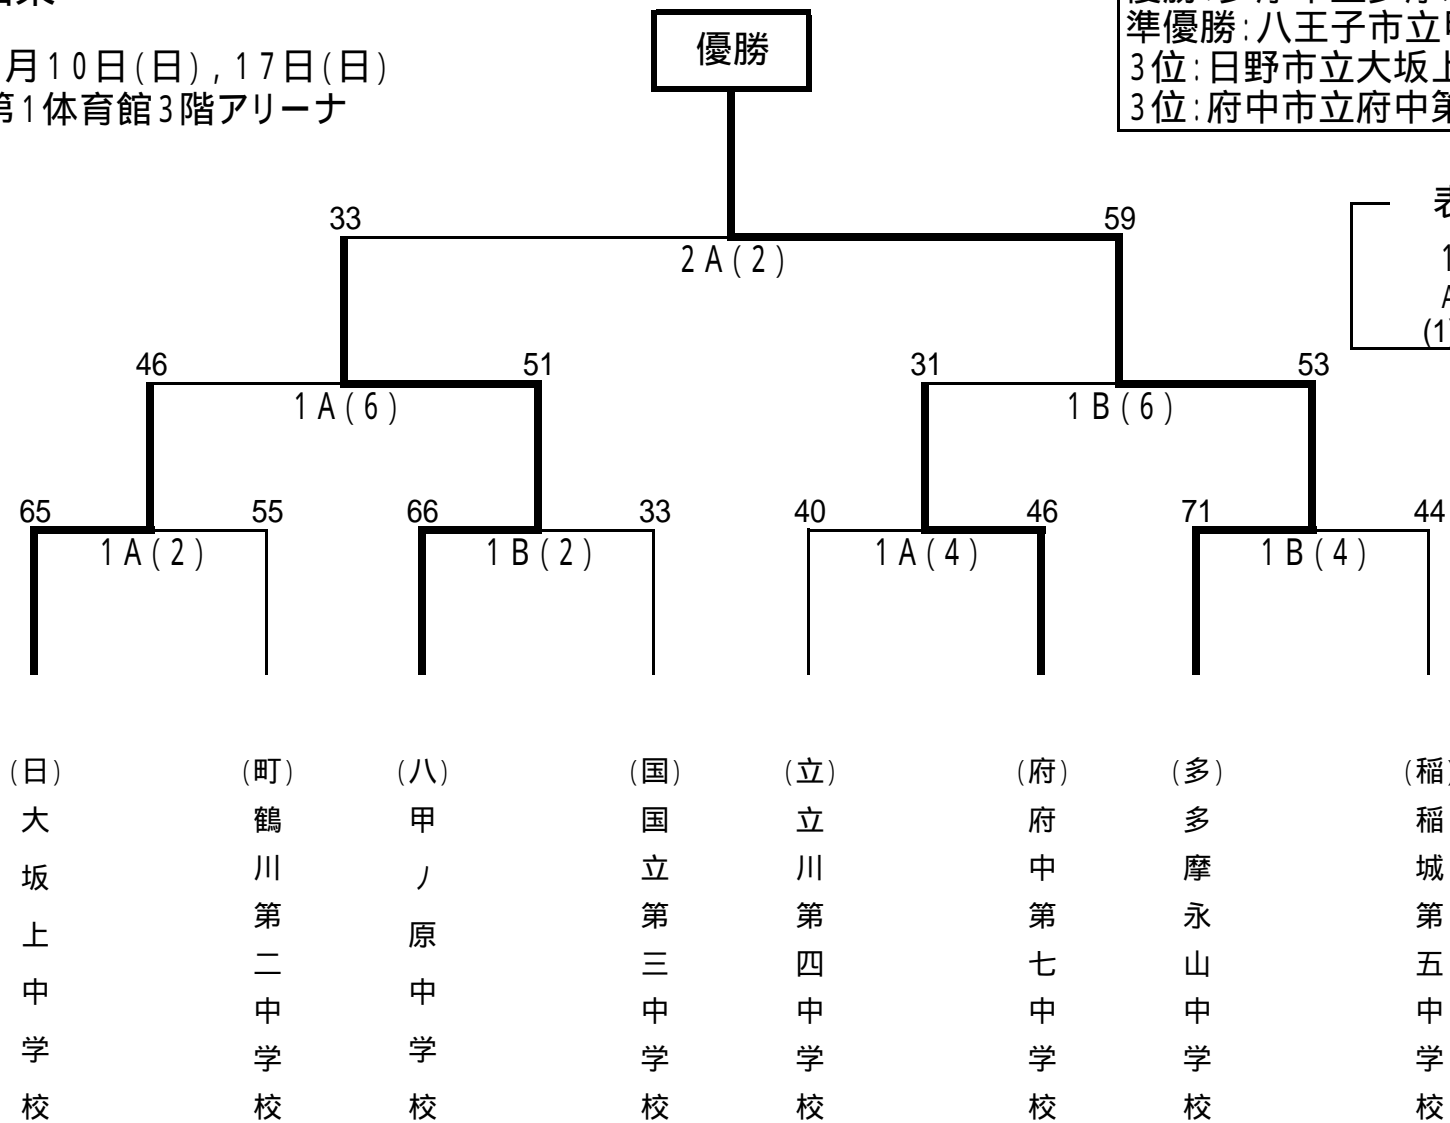 月10日(日),17日(日)
第1体育館3階アリーナ
優勝
準優勝:八王子市立
3位:日野市立大坂上
3位:府中市立府中第
33
59
2A(2)
46
51
31
53
1A(6)
1B(6)
(1)
65
55
66
33
40
46
71
44
1A(2)
1B(2)
1A(4)
1B(4)
(日)
大坂上中学校
(町)
鶴川第二中学校
(八)
甲ノ原中学校
(国)
国立第三中学校
(立)
立川第四中学校
(府)
府中第七中学校
(多)
多摩永山中学校
(稲)
稲城第五中学校